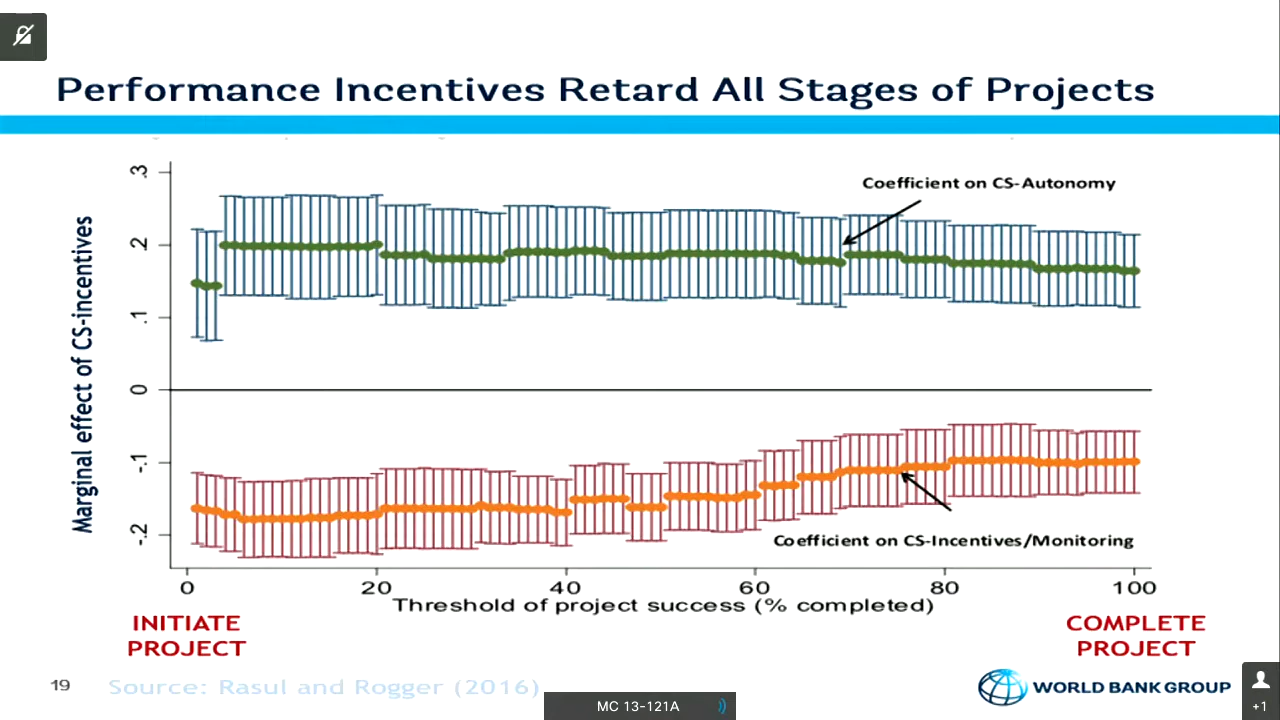 Performance Incentives Retard All Stages of Projects
Marginal effect of CS-incentives
.3
.2
.1
0
-.1
-.2
Coefficient on CS-Autonomy
Coefficient on CS-Incentives/Monitoring
0 20 40 60 80 100
Threshold of project success (% completed)
INITIATE
PROJECT
COMPLETE
PROJECT
19
Source: Rasul and Rogger (2016)
WORLD BANK GROUP
MC 13-121A
+1